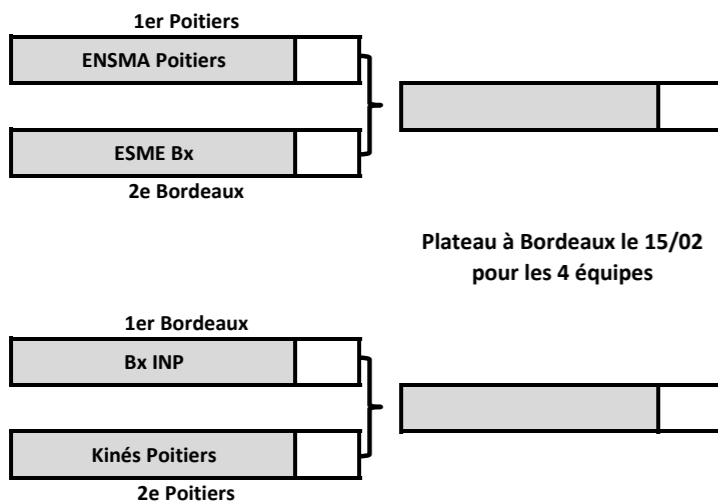 1er Poitiers
ENSMA Poitiers
ESME Bx
2e Bordeaux
Plateau à Bordeaux le 15/02
pour les 4 équipes
1er Bordeaux
Bx INP
Kinés Poitiers
2e Poitiers